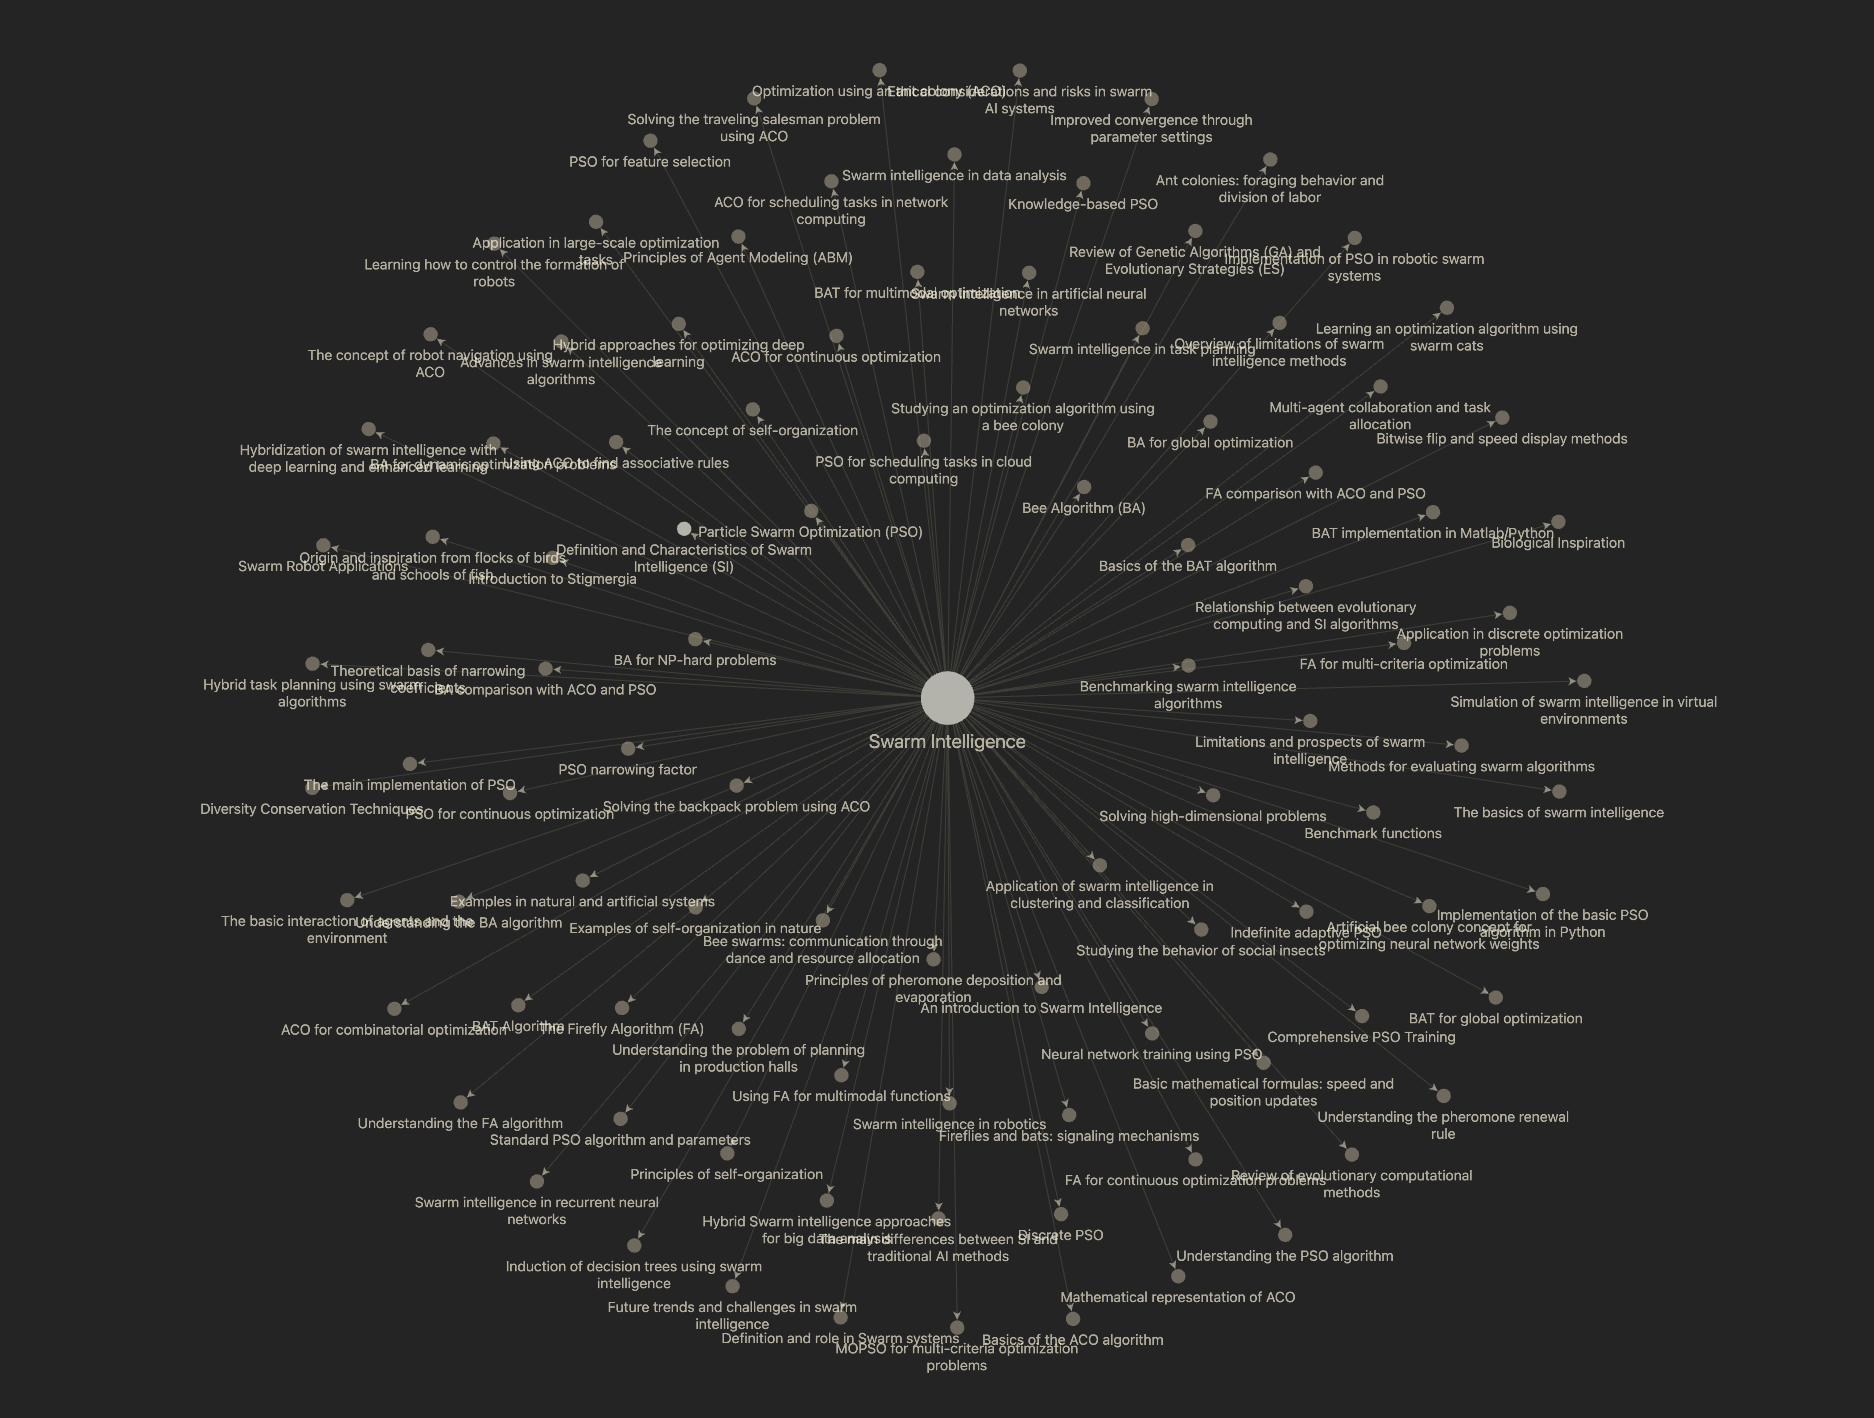 Optimization using an ant colony (ACO)
Ethical considerations and risks in swarm
AI systems
Solving the traveling salesman problem
using ACO
Improved convergence through
parameter settings
PSO for feature selection
Swarm intelligence in data analysis
Ant colonies: foraging behavior and
division of labor
ACO for scheduling tasks in network
computing
Knowledge-based PSO
Application in large-scale optimization
tasks
Principles of Agent Modeling (ABM)
Review of Genetic Algorithms (GA) and
Evolutionary Strategies (ES)
Implementation of PSO in robotic swarm
systems
Learning how to control the formation of
robots
BAT for multimodal optimization
Swarm intelligence in artificial neural
networks
Learning an optimization algorithm using
swarm cats
The concept of robot navigation using
ACO
Advances in swarm intelligence
algorithms
Hybrid approaches for optimizing deep
learning
ACO for continuous optimization
Swarm intelligence in task planning
Overview of limitations of swarm
intelligence methods
Studying an optimization algorithm using
a bee colony
Multi-agent collaboration and task
allocation
The concept of self-organization
BA for global optimization
Bitwise flip and speed display methods
Hybridization of swarm intelligence with
deep learning and enhanced learning
BA for dynamic optimization problems
Using ACO to find associative rules
PSO for scheduling tasks in cloud
computing
FA comparison with ACO and PSO
Bee Algorithm (BA)
Particle Swarm Optimization (PSO)
BAT implementation in Matlab/Python
Biological Inspiration
Swarm Robot Applications
Origin and inspiration from flocks of birds
and schools of fish
Introduction to Stigmergia
Definition and Characteristics of Swarm
Intelligence (SI)
Basics of the BAT algorithm
Relationship between evolutionary
computing and SI algorithms
Application in discrete optimization
problems
BA for NP-hard problems
FA for multi-criteria optimization
Hybrid task planning using swarm
algorithms
Theoretical basis of narrowing
coefficients
BA comparison with ACO and PSO
Benchmarking swarm intelligence
algorithms
Simulation of swarm intelligence in virtual
environments
Swarm Intelligence
Limitations and prospects of swarm
intelligence
Methods for evaluating swarm algorithms
PSO narrowing factor
The main implementation of PSO
Diversity Conservation Techniques
PSO for continuous optimization
Solving the backpack problem using ACO
Solving high-dimensional problems
The basics of swarm intelligence
Benchmark functions
Application of swarm intelligence in
clustering and classification
Examples in natural and artificial systems
The basic interaction of agents and the
environment
Understanding the BA algorithm
Examples of self-organization in nature
Bee swarms: communication through
dance and resource allocation
Studying the behavior of social insects
Indefinite adaptive PSO
Artificial bee colony concept for
optimizing neural network weights
Implementation of the basic PSO
algorithm in Python
Principles of pheromone deposition and
evaporation
An introduction to Swarm Intelligence
ACO for combinatorial optimization
BAT Algorithm
The Firefly Algorithm (FA)
BAT for global optimization
Comprehensive PSO Training
Understanding the problem of planning
in production halls
Neural network training using PSO
Basic mathematical formulas: speed and
position updates
Using FA for multimodal functions
Understanding the FA algorithm
Swarm intelligence in robotics
Fireflies and bats: signaling mechanisms
Understanding the pheromone renewal
rule
Standard PSO algorithm and parameters
Principles of self-organization
FA for continuous optimization problems
Review of evolutionary computational
methods
Swarm intelligence in recurrent neural
networks
Hybrid Swarm intelligence approaches
for big data analysis
The main differences between SI and
traditional AI methods
Discrete PSO
Understanding the PSO algorithm
Induction of decision trees using swarm
intelligence
Mathematical representation of ACO
Future trends and challenges in swarm
intelligence
Definition and role in Swarm systems
MOPSO for multi-criteria optimization
problems
Basics of the ACO algorithm